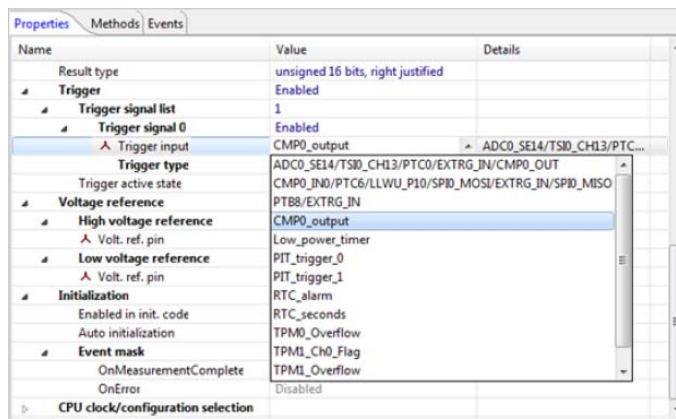 Properties Methods Events
Name Value Details
Result type unsigned 16 bits, right justified
Trigger Enabled
Trigger signal list 1
Trigger signal 0 Enabled
Trigger input CMP0_output ADC0_SE14/TSI0_CH13/PTC...
Trigger type ADC0_SE14/TSI0_CH13/PTC0/EXTRG_IN/CMP0_OUT
Trigger active state CMP0_IN0/PTC6/LLWU_P10/SPI0_MOSI/EXTRG_IN/SPI0_MISO
Voltage reference PTB8/EXTRG_IN
High voltage reference CMP0_output
Volt. ref. pin Low_power_timer
Low voltage reference PIT_trigger_0
Volt. ref. pin PIT_trigger_1
Initialization RTC_alarm
Enabled in init. code RTC_seconds
Auto initialization TPM0_Overflow
Event mask TPM1_Ch0_Flag
OnMeasurementComplete TPM1_Overflow
OnError Disabled
CPU clock/configuration selection